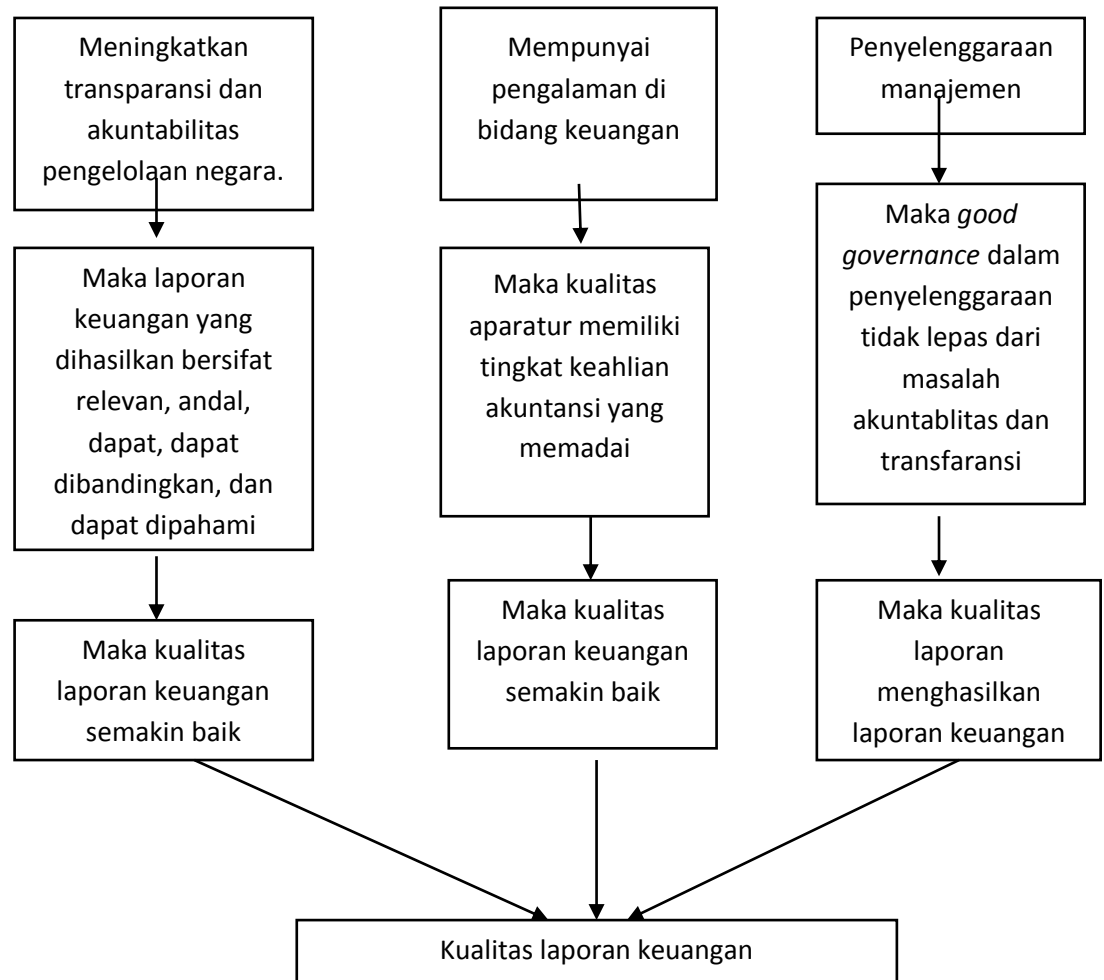 Meningkatkan
transparansi dan
akuntabilitas
pengelolaan negara.
Maka laporan
keuangan yang
dihasilkan bersifat
relevan, andal,
dapat, dapat
dibandingkan, dan
dapat dipahami
Maka kualitas
laporan keuangan
semakin baik
Mempunyai
pengalaman di
bidang keuangan
Maka kualitas
aparatur memiliki
tingkat keahlian
akuntansi yang
memadai
Maka kualitas
laporan keuangan
semakin baik
Penyelenggaraan
manajemen
Maka good
governance dalam
penyelenggaraan
tidak lepas dari
masalah
akuntablitas dan
transfaransi
Maka kualitas
laporan
menghasilkan
laporan keuangan
Kualitas laporan keuangan